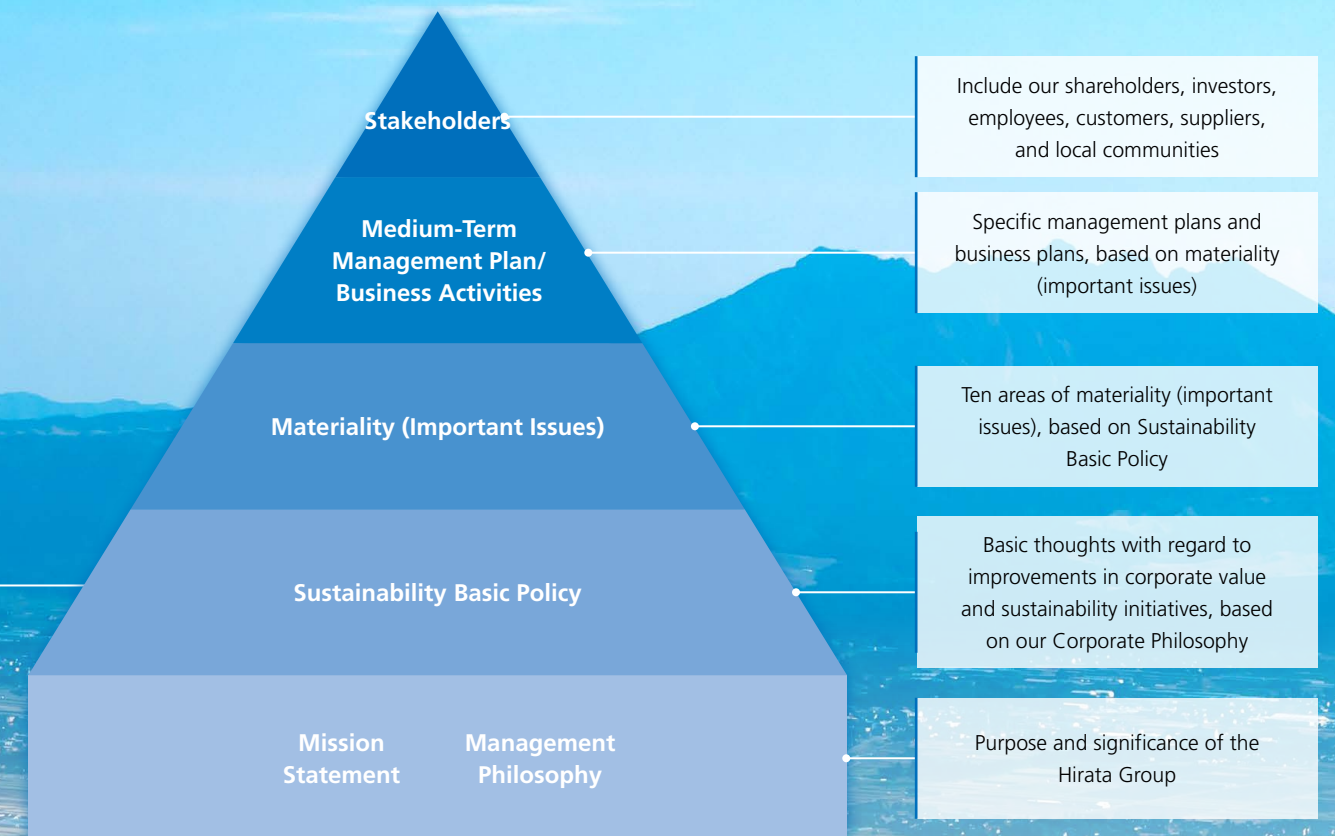 Stakeholders
Include our shareholders, investors,
employees, customers, suppliers,
and local communities
Medium-Term
Management Plan/
Business Activities
Specific management plans and
business plans, based on materiality
(important issues)
Materiality (Important Issues)
Ten areas of materiality (important
issues), based on Sustainability
Basic Policy
Sustainability Basic Policy
Basic thoughts with regard to
improvements in corporate value
and sustainability initiatives, based
on our Corporate Philosophy
Mission
Statement
Management
Philosophy
Purpose and significance of the
Hirata Group